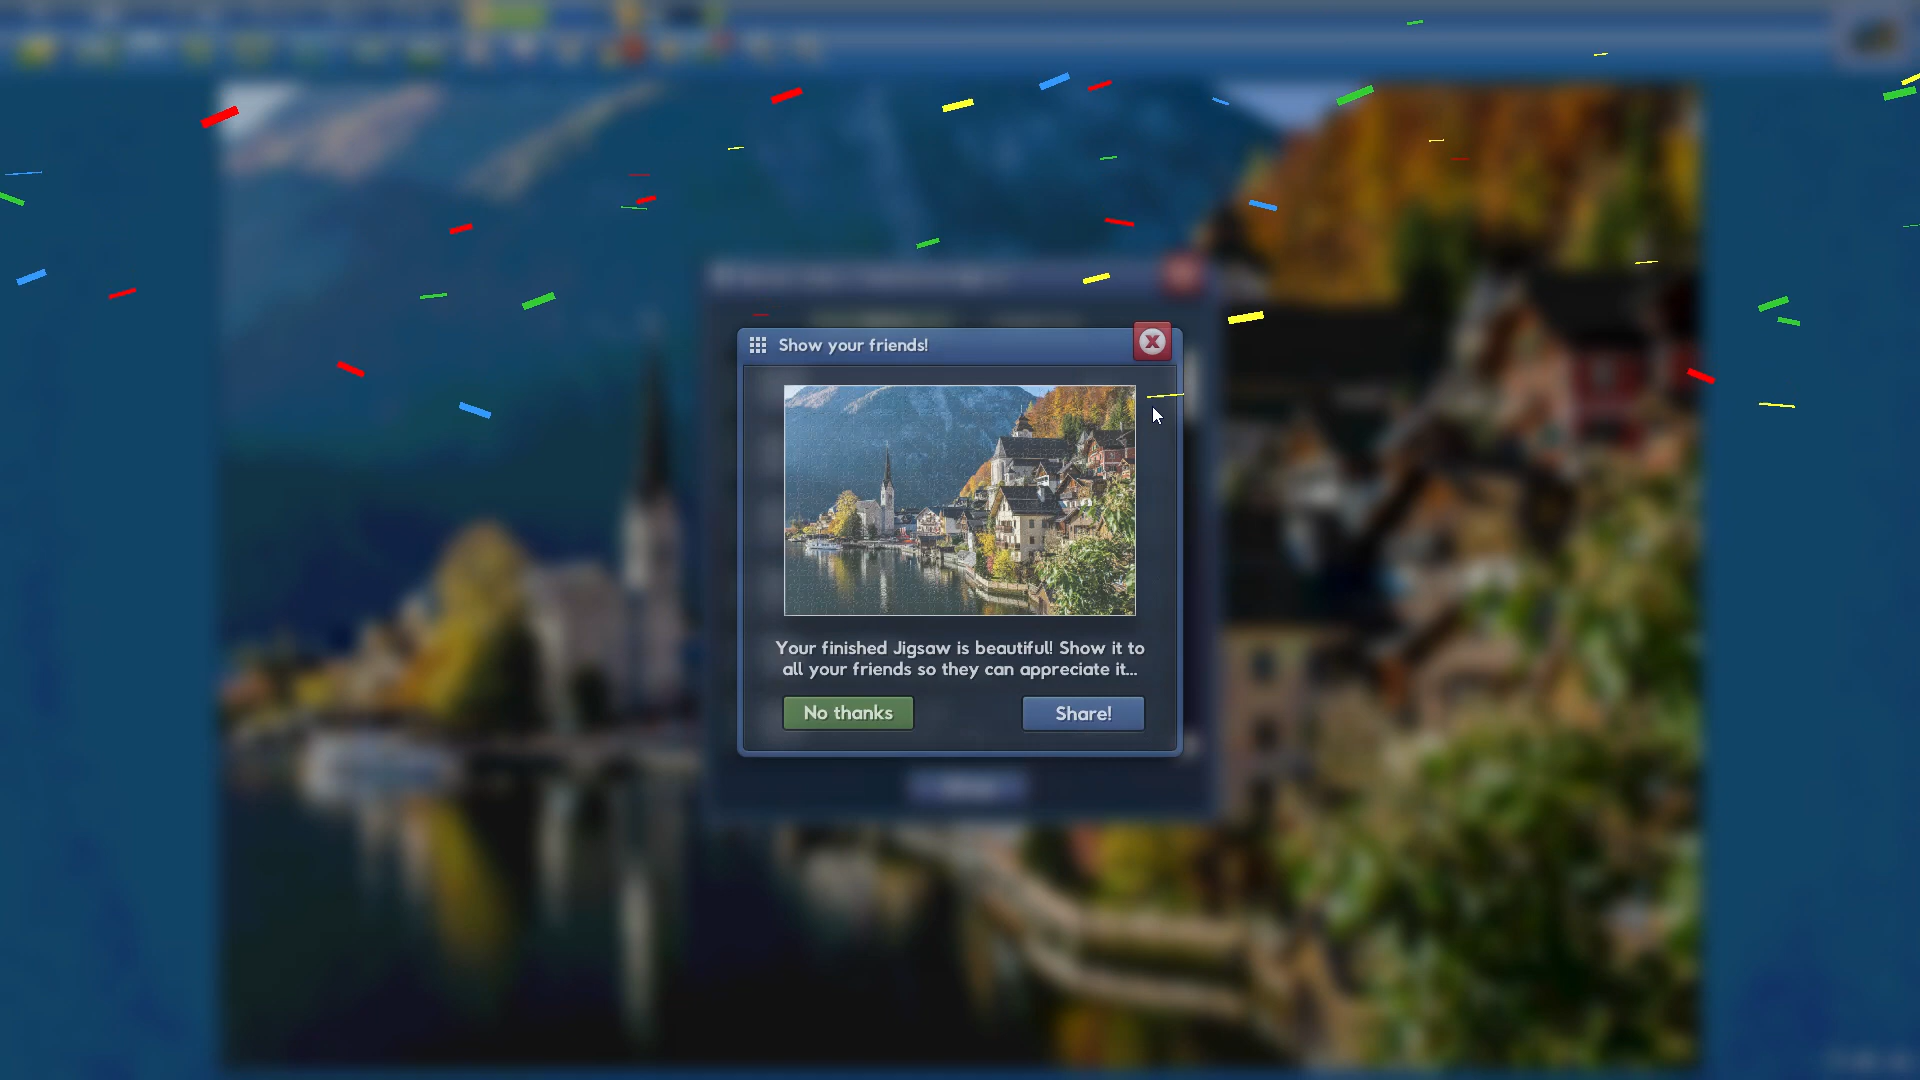 Show your friends!
Your finished Jigsaw is beautiful! Show it to
all your friends so they can appreciate it...
No thanks
Share!